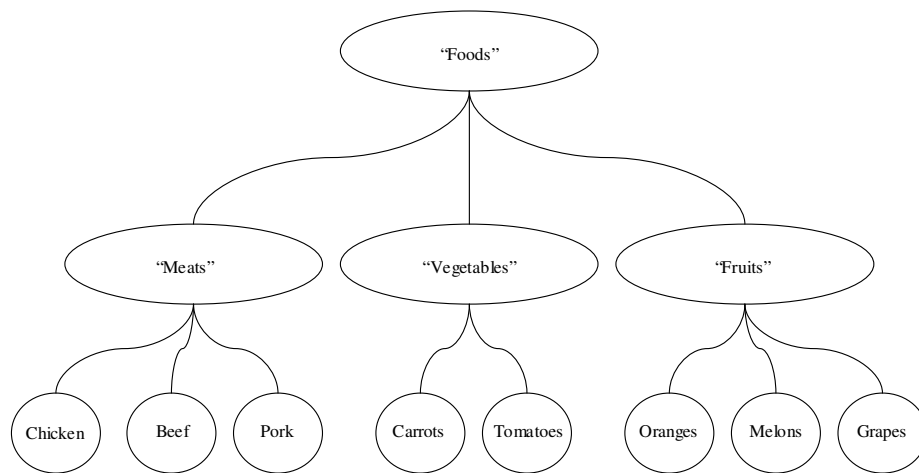 “Foods”
“Meats”
“Vegetables”
“Fruits”
Chicken
Beef
Pork
Carrots
Tomatoes
Oranges
Melons
Grapes